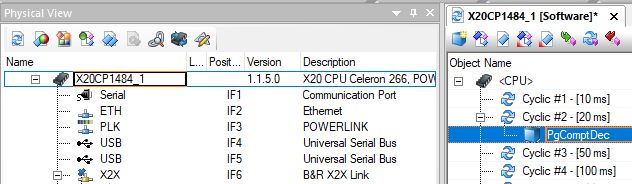 Physical View
Name L... Posit... Version Description
X20CP1484_1 1.1.5.0 X20 CPU Celeron 266, POW
Serial IF1 Communication Port
ETH IF2 Ethernet
PLK IF3 POWERLINK
USB IF4 Universal Serial Bus
USB IF5 Universal Serial Bus
X2X IF6 B&R X2X Link
X20CP1484_1 [Software]*
Object Name
<CPU>
Cyclic #1 - [10 ms]
Cyclic #2 - [20 ms]
PgComptDec
Cyclic #3 - [50 ms]
Cyclic #4 - [100 ms]